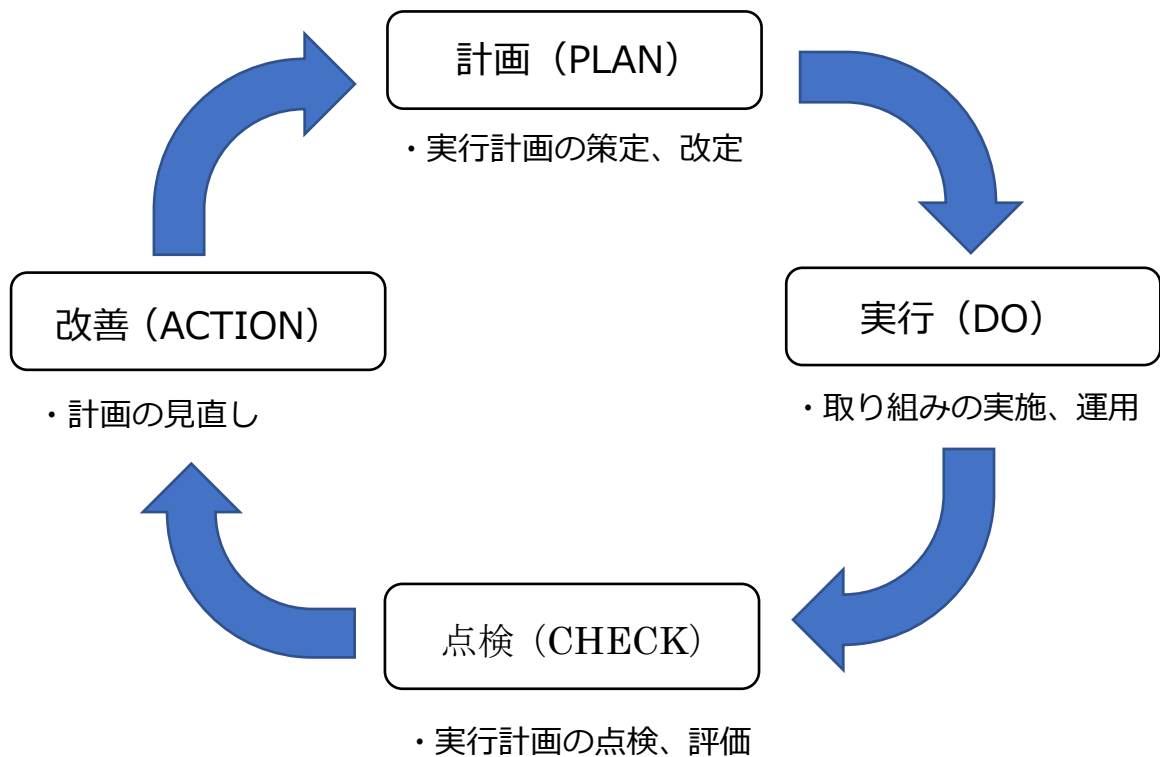 計画（PLAN）
・実行計画の策定、改定
実行（DO）
・取り組みの実施、運用
点検（CHECK）
・実行計画の点検、評価
改善（ACTION）
・計画の見直し